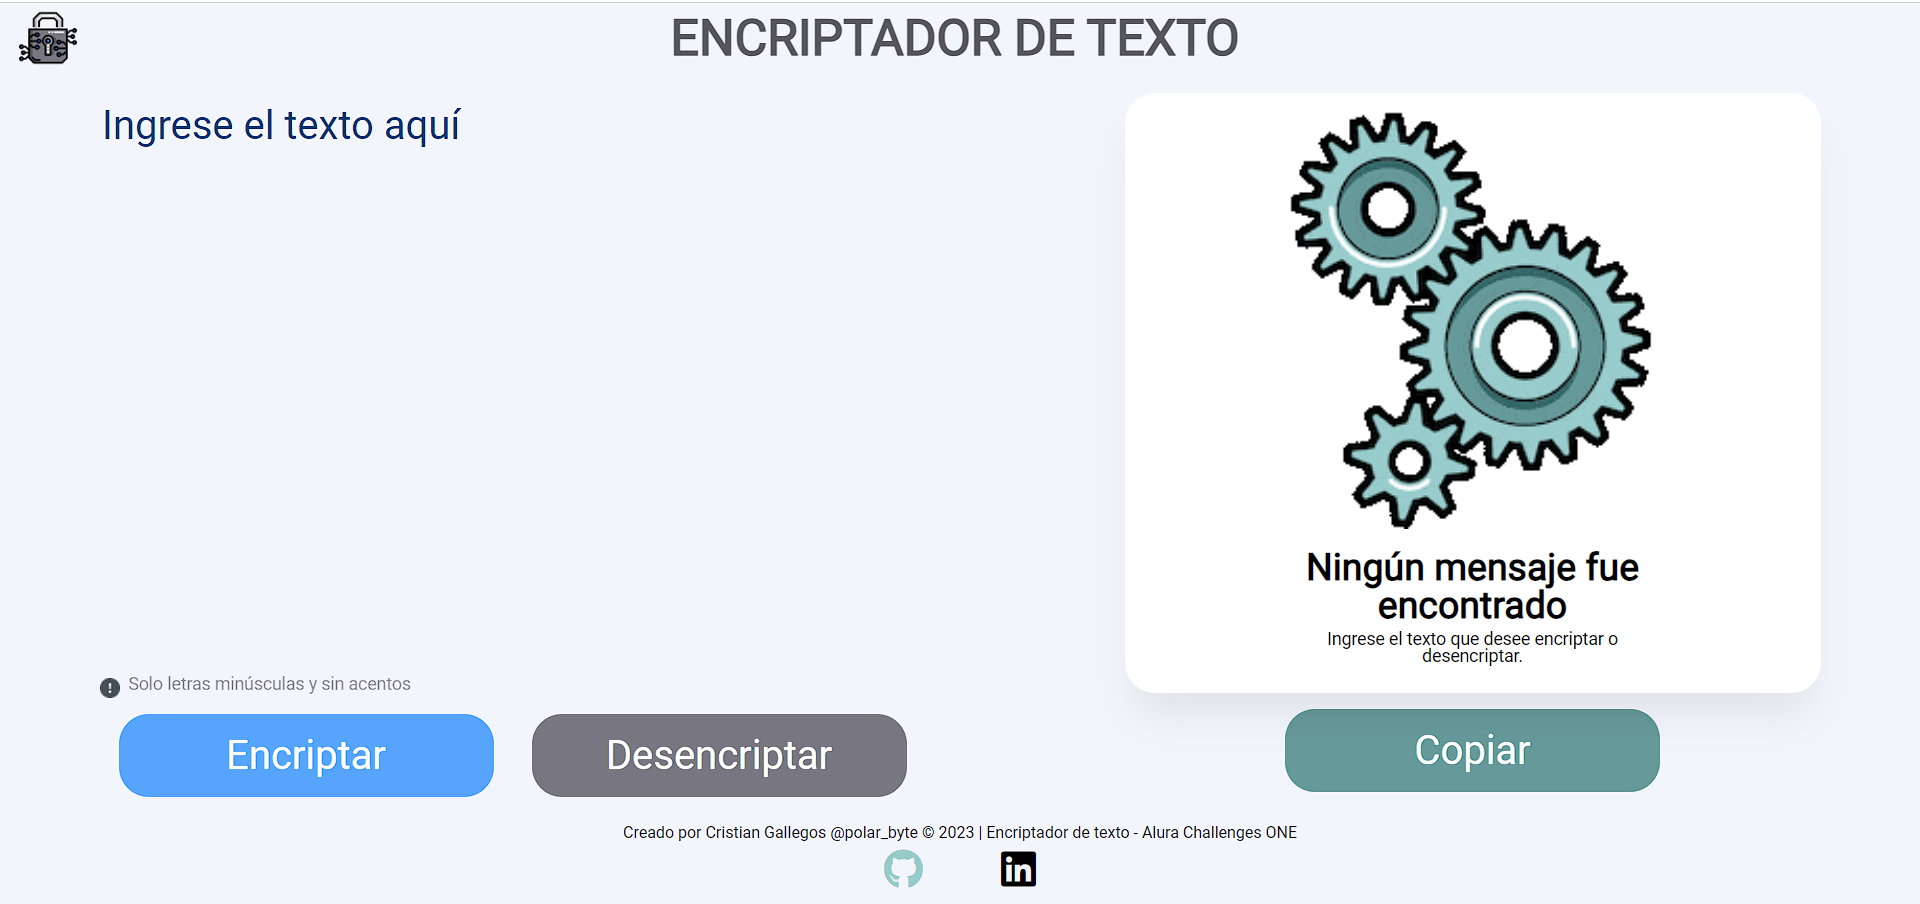 ENCRIPTADOR DE TEXTO
Ingrese el texto aquí
Solo letras minúsculas y sin acentos
Encriptar
Desencriptar
Ningún mensaje fue
encontrado
Ingrese el texto que desee encriptar o
desencriptar.
Copiar
Creado por Cristian Gallegos @polar_byte © 2023 | Encriptador de texto - Alura Challenges ONE
in